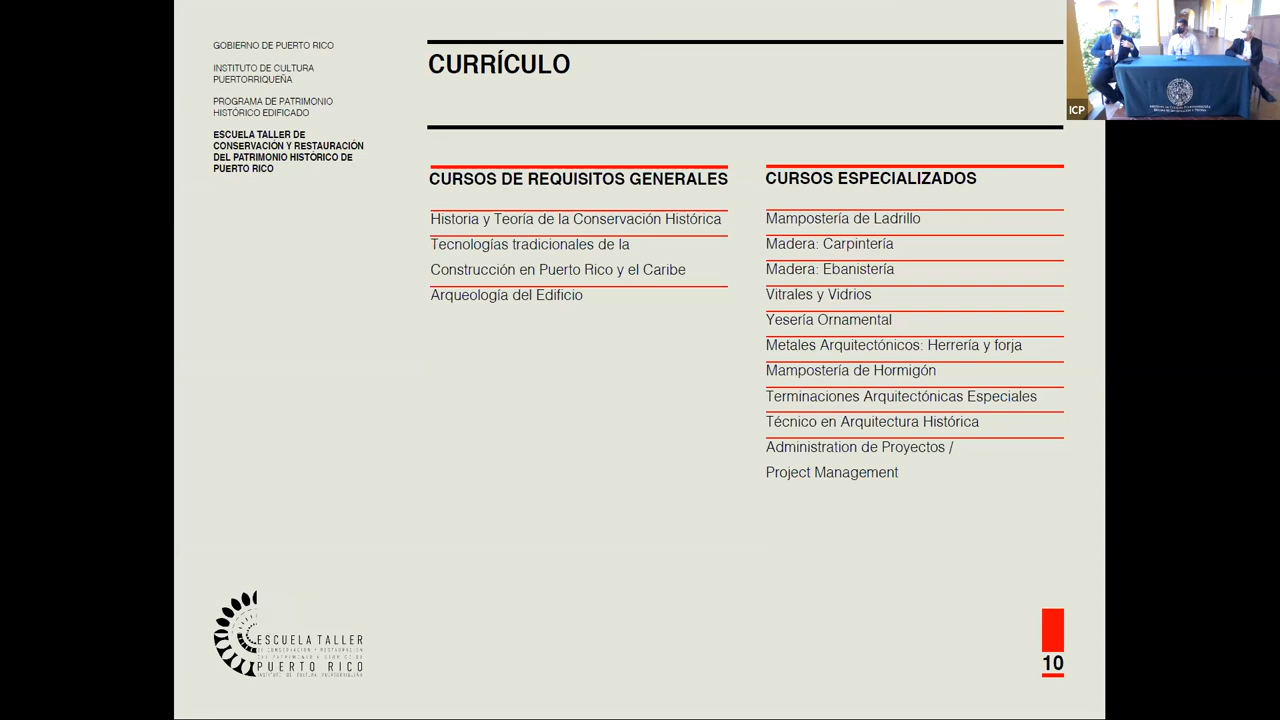 GOBIERNO DE PUERTO RICO
INSTITUTO DE CULTURA
PUERTORRIQUEÑA
PROGRAMA DE PATRIMONIO
HISTÓRICO EDIFICADO
ESCUELA TALLER DE
CONSERVACIÓN Y RESTAURACIÓN
DEL PATRIMONIO HISTÓRICO DE
PUERTO RICO
CURRÍCULO
CURSOS DE REQUISITOS GENERALES
Historia y Teoría de la Conservación Histórica
Tecnologías tradicionales de la
Construcción en Puerto Rico y el Caribe
Arqueología del Edificio
CURSOS ESPECIALIZADOS
Mampostería de Ladrillo
Madera: Carpintería
Madera: Ebanistería
Vitrales y Vidrios
Yesería Ornamental
Metales Arquitectónicos: Herrería y forja
Mampostería de Hormigón
Terminaciones Arquitectónicas Especiales
Técnico en Arquitectura Histórica
Administration de Proyectos /
Project Management
ICP
ESCUELA TALLER
PUERTO RICO
INSTITUTO DE CULTURA PUERTORRIQUEÑA
10